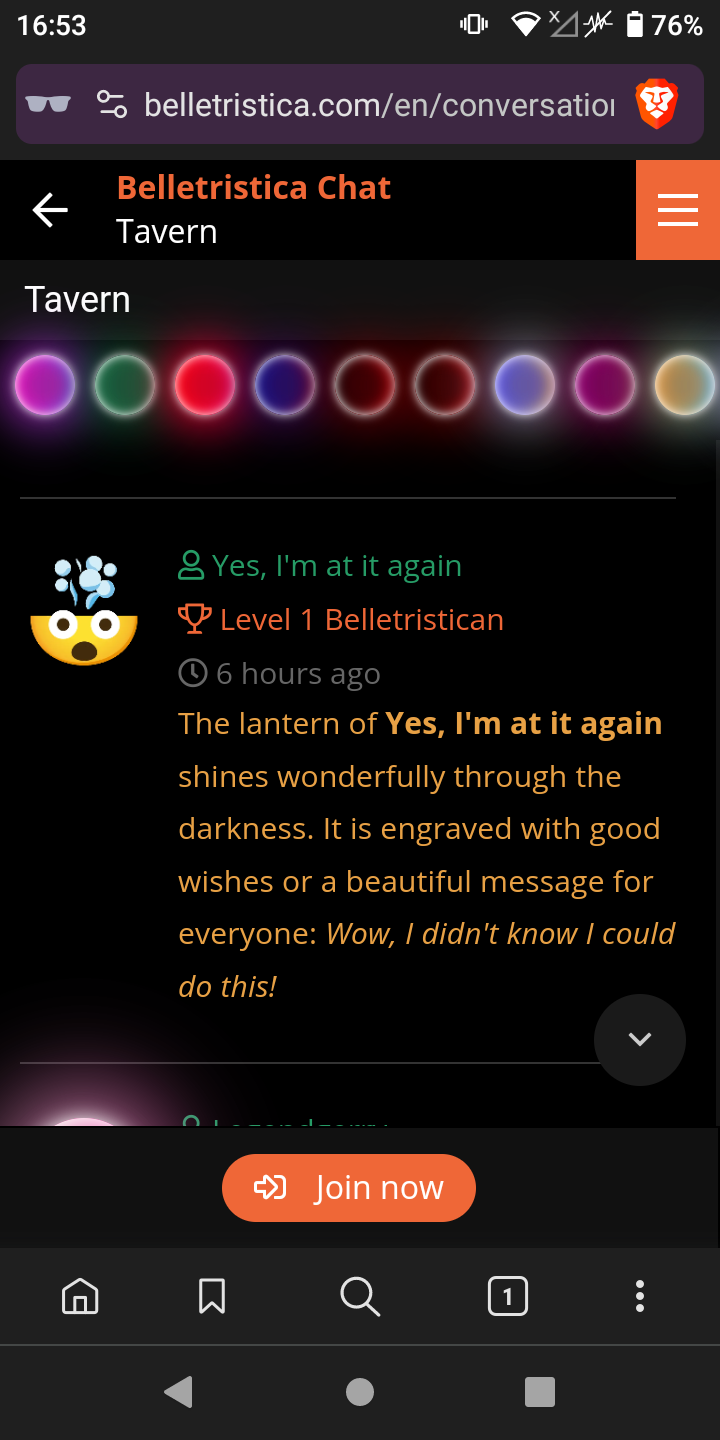 16:53
76%
belletristica.com/en/conversation
Belletristica Chat
Tavern
Tavern
Yes, I'm at it again
Level 1 Belletristican
6 hours ago
The lantern of Yes, I'm at it again
shines wonderfully through the
darkness. It is engraved with good
wishes or a beautiful message for
everyone: Wow, I didn't know I could
do this!
Join now
1